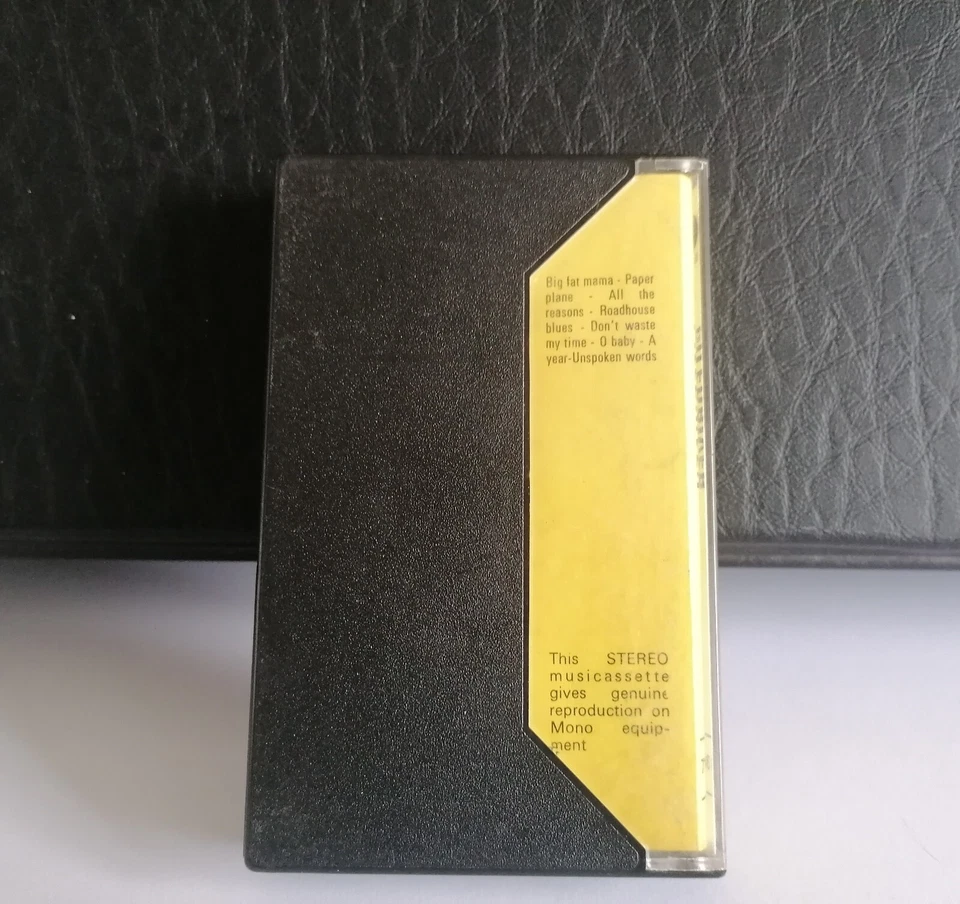 Big fat mama - Paper
plane - All the
reasons - Roadhouse
blues - Don't waste
my time - O baby - A
year-Unspoken words
This STEREO
musicassette
gives genuine
reproduction on
Mono equip-
ment